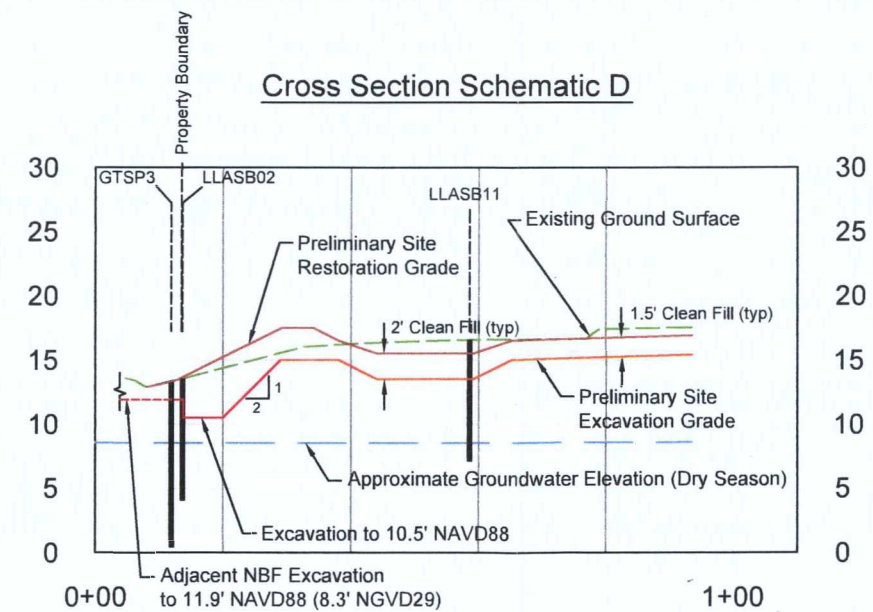 Cross Section Schematic D
Property Boundary
30
30
GTSP3
LLASB02
LLASB11
25
25
Existing Ground Surface
Preliminary Site
Restoration Grade
20
20
2' Clean Fill (typ)
1.5' Clean Fill (typ)
15
15
1
2
Preliminary Site
Excavation Grade
10
10
Approximate Groundwater Elevation (Dry Season)
5
5
Excavation to 10.5' NAVD88
0
0
Adjacent NBF Excavation
to 11.9' NAVD88 (8.3' NGVD29)
0+00
1+00